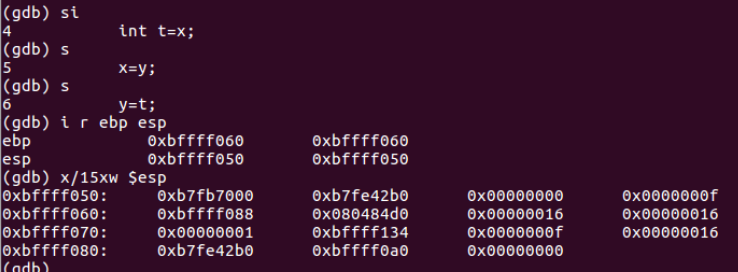 (gdb) si
4 int t=x;
(gdb) s
5 x=y;
(gdb) s
6 y=t;
(gdb) i r ebp esp
ebp 0xbffff060 0xbffff060
esp 0xbffff050 0xbffff050
(gdb) x/15xw $esp
0xbffff050: 0xb7fb7000 0xb7fe42b0 0x00000000 0x0000000f
0xbffff060: 0xbffff088 0x080484d0 0x00000016 0x00000016
0xbffff070: 0x00000001 0xbffff134 0x0000000f 0x00000016
0xbffff080: 0xb7fe42b0 0xbffff0a0 0x00000000
(gdb)